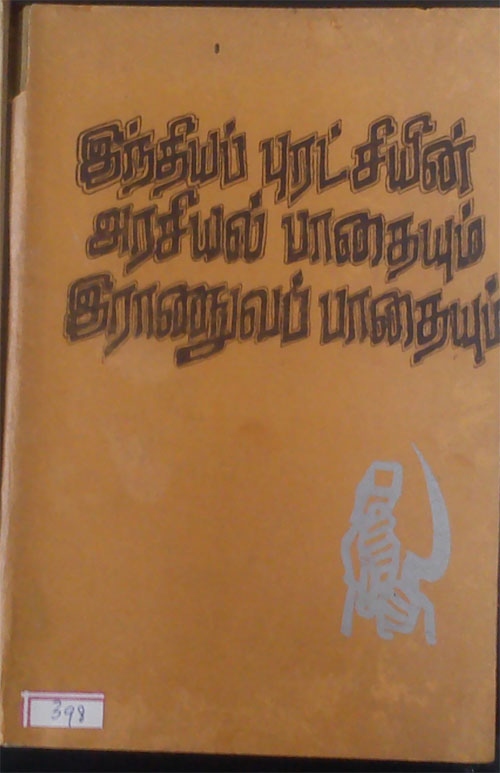 இந்தியப் புரட்சியின்
அரசியல் பாதையும்
இராணுவப் பாதையும்
398